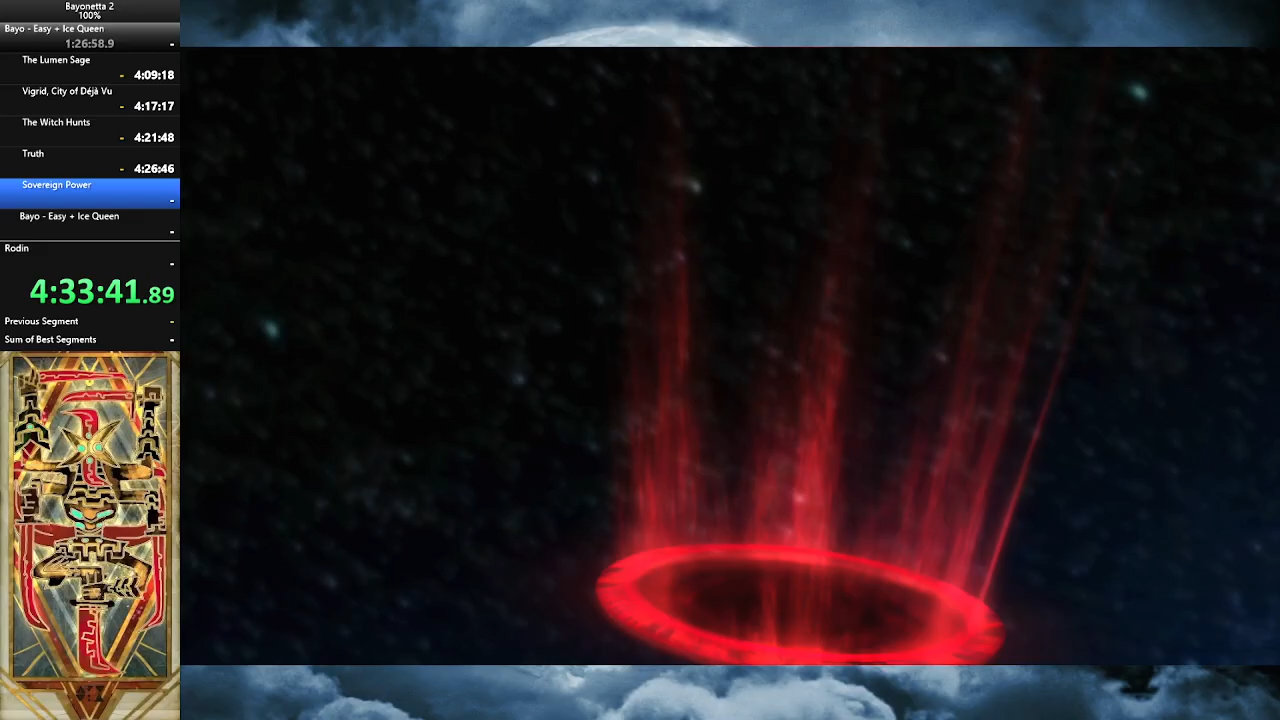 Bayonetta 2
100%
Bayo - Easy + Ice Queen
1:26:58.9 -
The Lumen Sage
- 4:09:18
Vigrid, City of Déjà Vu
- 4:17:17
The Witch Hunts
- 4:21:48
Truth
- 4:26:46
Sovereign Power
-
Bayo - Easy + Ice Queen
-
Rodin
-
4:33:41.89
Previous Segment -
Sum of Best Segments -